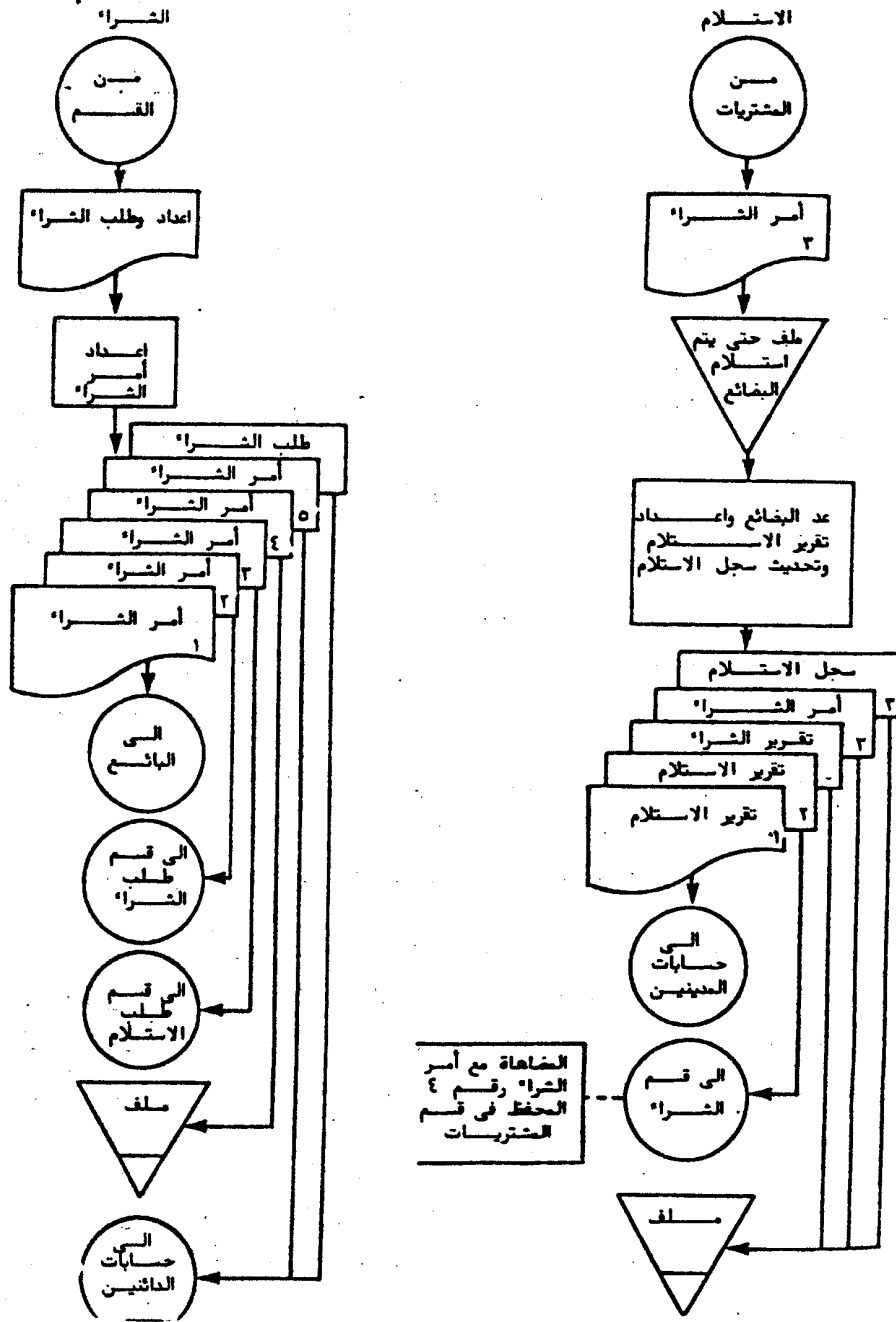 الاستلام
من
المشتريات
أمر الشراء
٣
ملف حتى يتم
استلام
البضائع
عد البضائع واعداد
تقرير الاستلام
وتحديث سجل الاستلام
سجل الاستلام
أمر الشراء
٣
تقرير الشراء
٣
تقرير الاستلام
تقرير الاستلام
٢
١
الى
حسابات
المدينين
الى قسم
الشراء
المضاهاة مع أمر
الشراء رقم ٤
المحفظ فى قسم
المشتريات
ملف
الشراء
من
القسم
اعداد وطلب الشراء
اعداد
أمر
الشراء
طلب الشراء
أمر الشراء
أمر الشراء
٥
أمر الشراء
٤
أمر الشراء
٣
أمر الشراء
٢
١
الى
البائع
الى قسم
طلب
الشراء
الى قسم
طلب
الاستلام
ملف
الى
حسابات
الدائنين